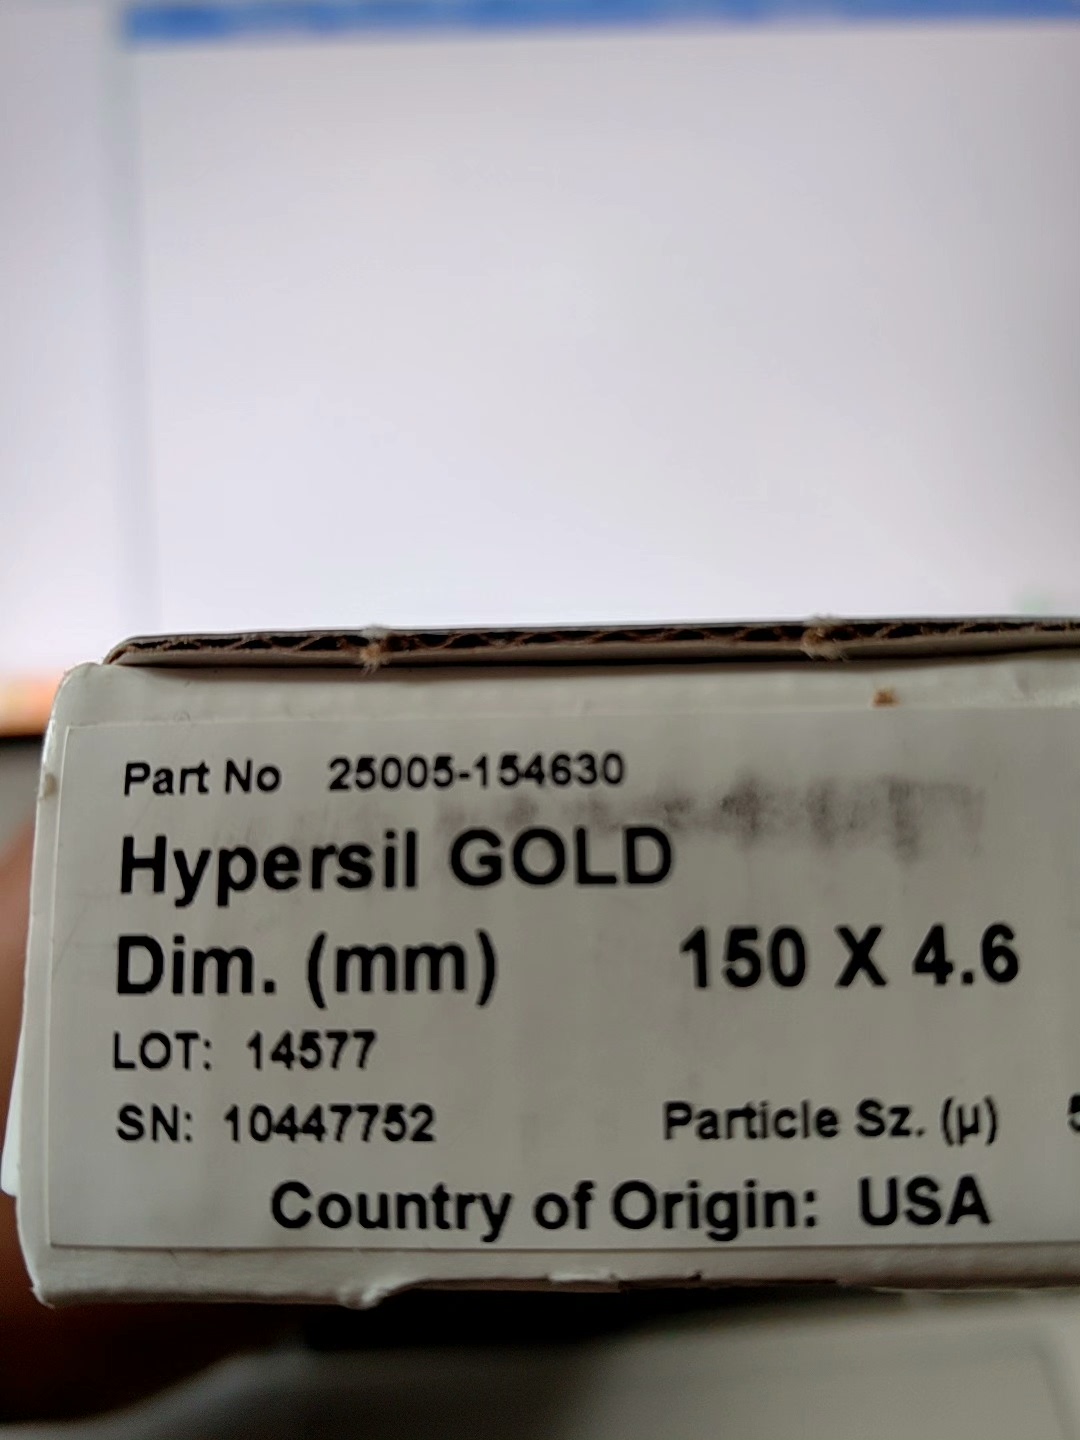 Part No 25005-154630
Hypersil GOLD
Dim. (mm) 150 X 4.6
LOT: 14577
SN: 10447752 Particle Sz. (µ) 5
Country of Origin: USA